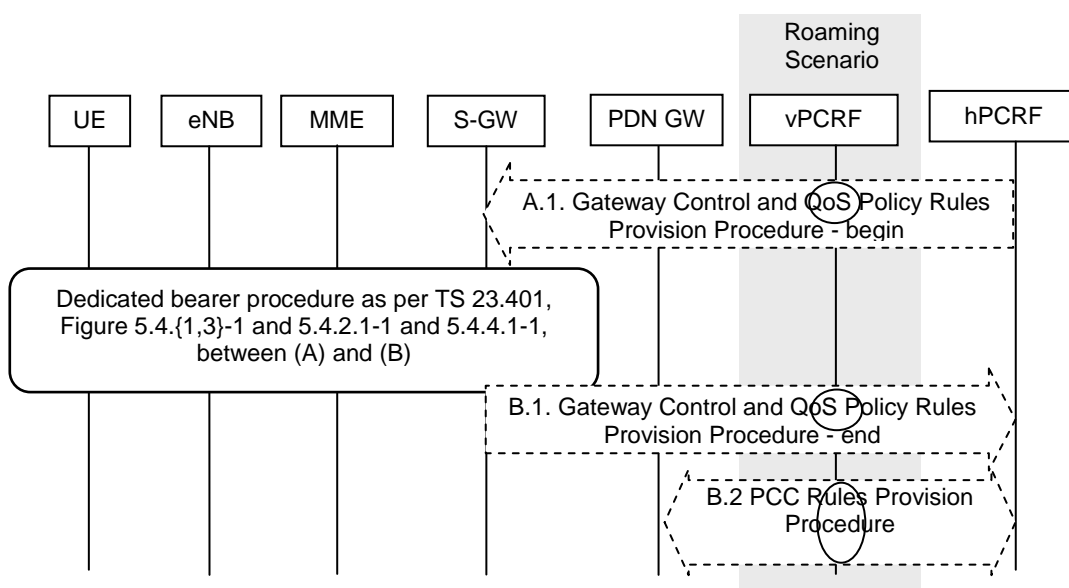 Roaming
Scenario
UE
eNB
MME
S-GW
PDN GW
vPCRF
hPCRF
A.1. Gateway Control and QoS Policy Rules
Provision Procedure - begin
Dedicated bearer procedure as per TS 23.401,
Figure 5.4.{1,3}-1 and 5.4.2.1-1 and 5.4.4.1-1,
between (A) and (B)
B.1. Gateway Control and QoS Policy Rules
Provision Procedure - end
B.2 PCC Rules Provision
Procedure